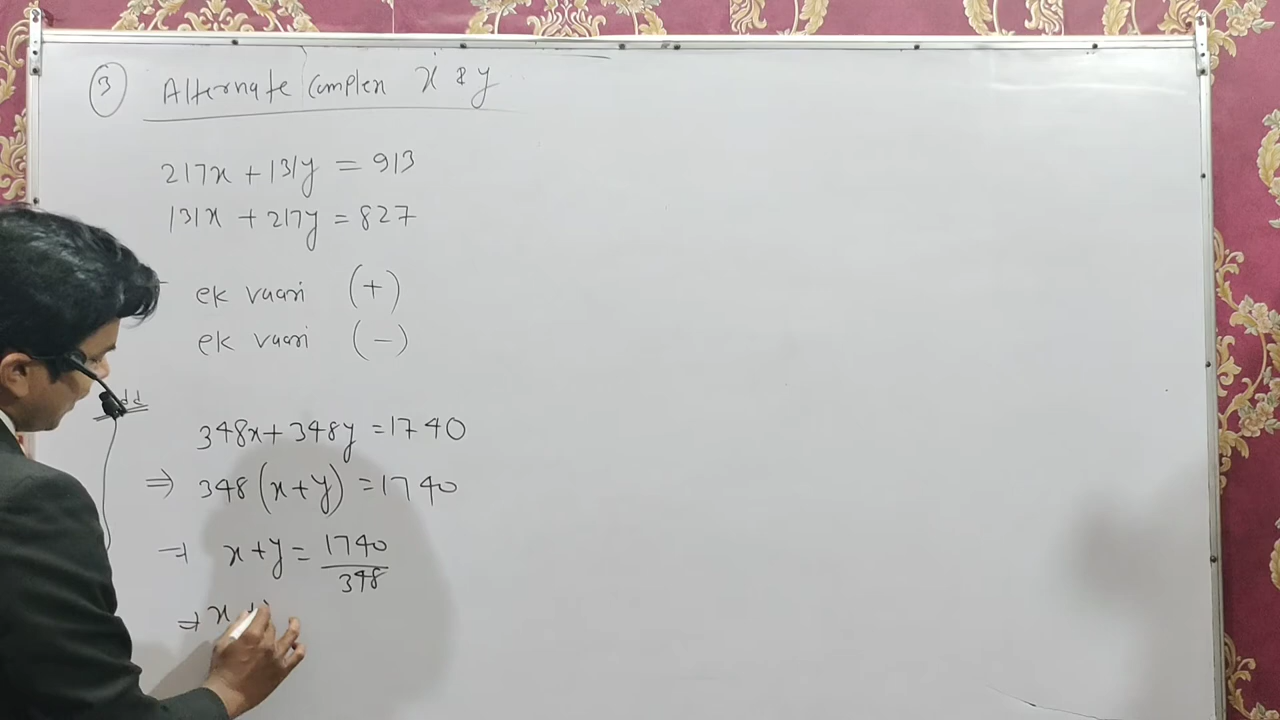 3 Alternate Complex x & y
217x + 131y = 913
131x + 217y = 827
ek vaari (+)
ek vaari (-)
348x + 348y = 1740
⇒ 348(x + y) = 1740
⇒ x + y = 1740/348
⇒ x